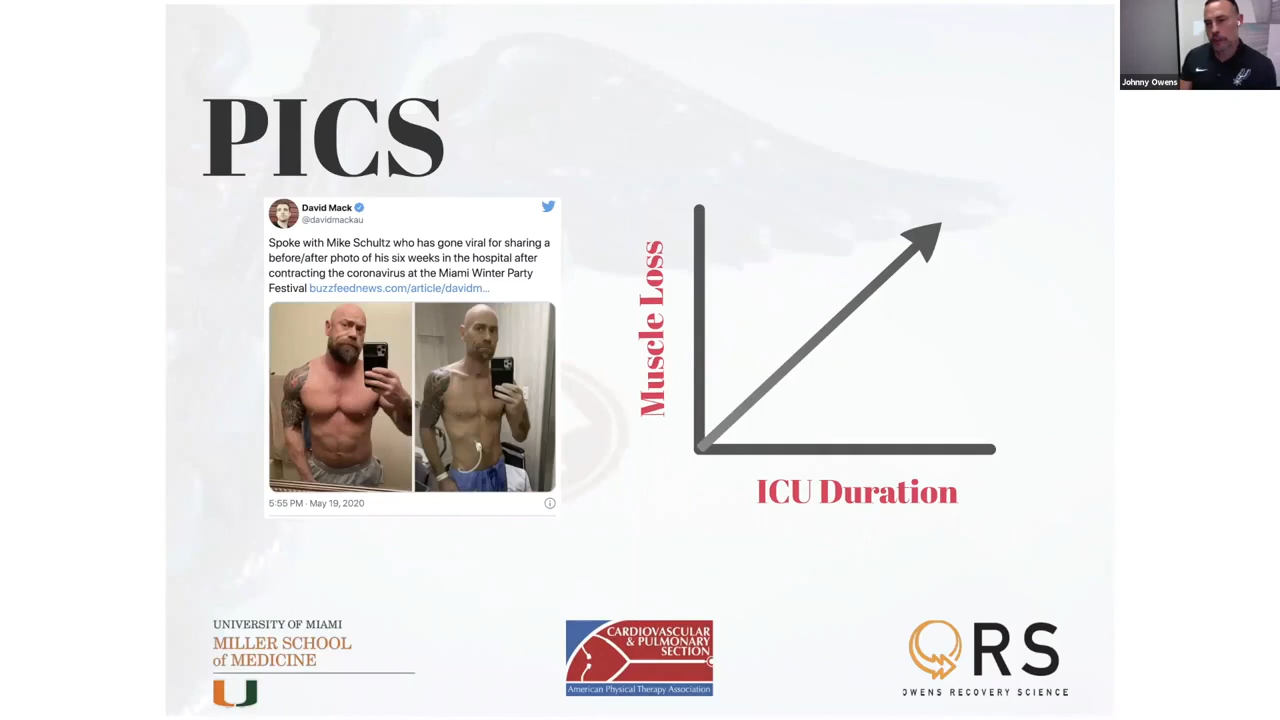 Johnny Owens
PICS
David Mack
@davidmackau
Spoke with Mike Schultz who has gone viral for sharing a
before/after photo of his six weeks in the hospital after
contracting the coronavirus at the Miami Winter Party
Festival buzzfeednews.com/article/davidm...
5:55 PM · May 19, 2020
Muscle Loss
ICU Duration
UNIVERSITY OF MIAMI
MILLER SCHOOL
of MEDICINE
U
CARDIOVASCULAR
& PULMONARY
SECTION
American Physical Therapy Association
ORS
OWENS RECOVERY SCIENCE